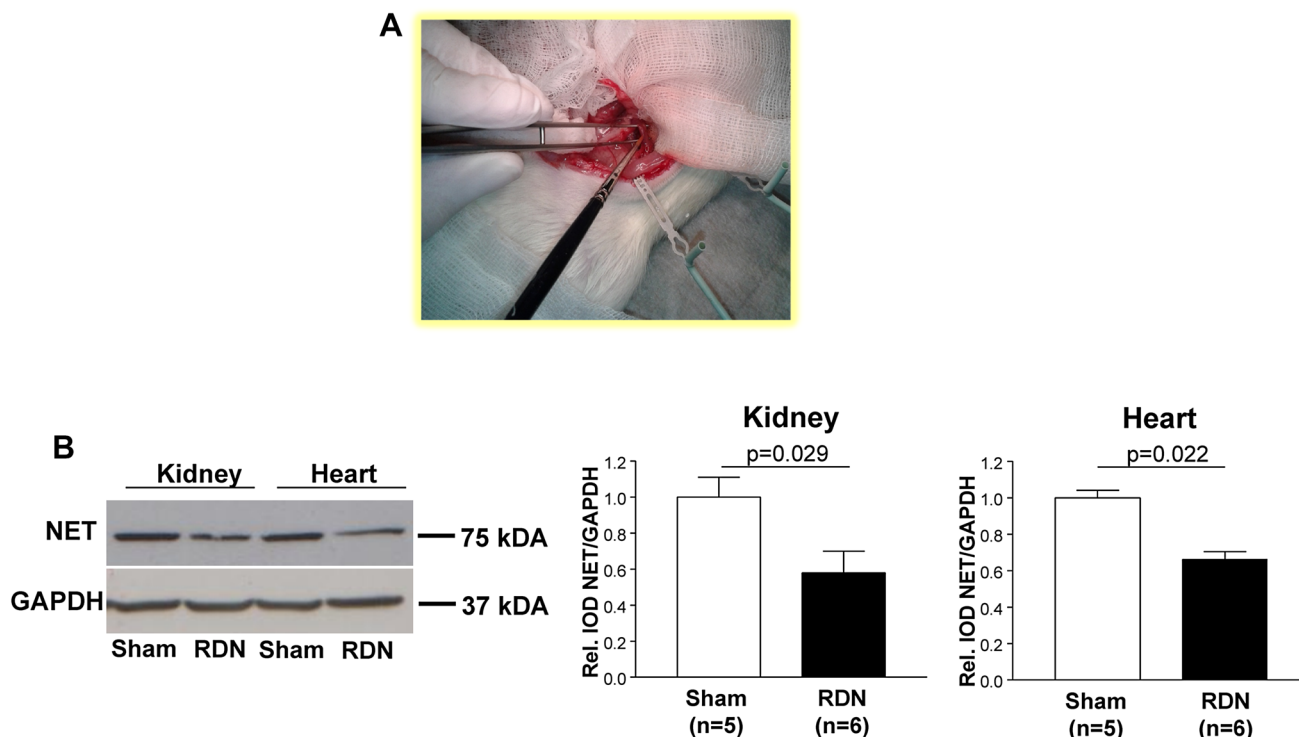 A
B
Kidney Heart
NET
75 kDA
GAPDH
37 kDA
Sham RDN Sham RDN
Kidney
p=0.029
Rel. IOD NET/GAPDH
1.2
1.0
0.8
0.6
0.4
0.2
0.0
Sham RDN
(n=5) (n=6)
Heart
p=0.022
Rel. IOD NET/GAPDH
1.2
1.0
0.8
0.6
0.4
0.2
0.0
Sham RDN
(n=5) (n=6)